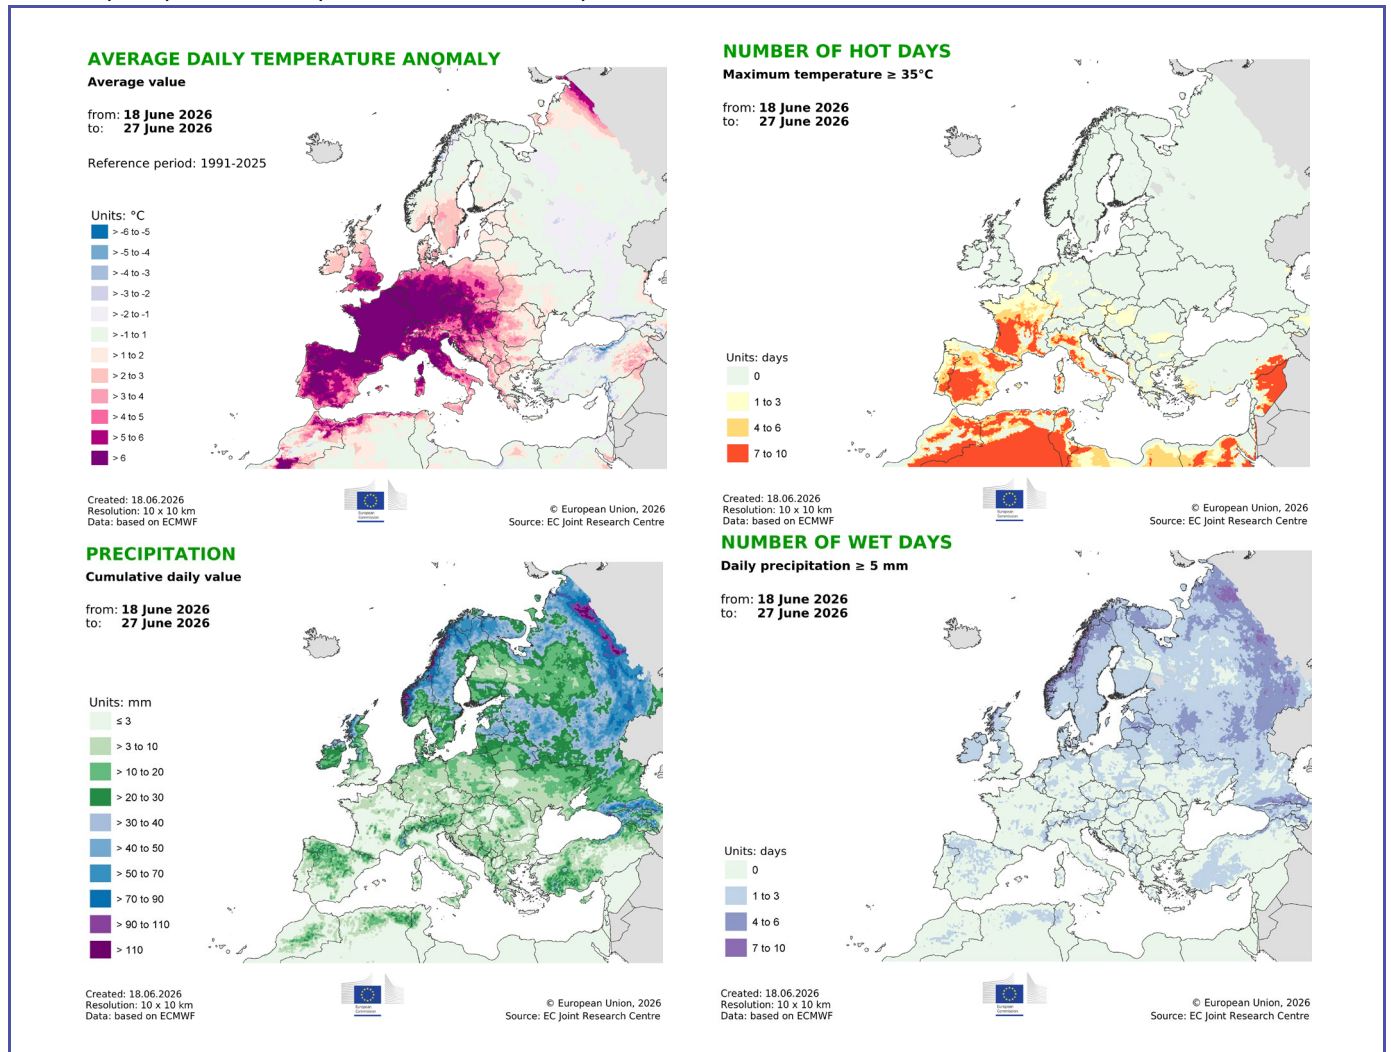 AVERAGE DAILY TEMPERATURE ANOMALY
Average value
from: 18 June 2026
to: 27 June 2026
Reference period: 1991-2025
Units: °C
> -6 to -5
> -5 to -4
> -4 to -3
> -3 to -2
> -2 to -1
> -1 to 1
> 1 to 2
> 2 to 3
> 3 to 4
> 4 to 5
> 5 to 6
> 6
Created: 18.06.2026
Resolution: 10 x 10 km
Data: based on ECMWF
European
Commission
© European Union, 2026
Source: EC Joint Research Centre
NUMBER OF HOT DAYS
Maximum temperature ≥ 35°C
from: 18 June 2026
to: 27 June 2026
Units: days
0
1 to 3
4 to 6
7 to 10
Created: 18.06.2026
Resolution: 10 x 10 km
Data: based on ECMWF
European
Commission
© European Union, 2026
Source: EC Joint Research Centre
PRECIPITATION
Cumulative daily value
from: 18 June 2026
to: 27 June 2026
Units: mm
≤ 3
> 3 to 10
> 10 to 20
> 20 to 30
> 30 to 40
> 40 to 50
> 50 to 70
> 70 to 90
> 90 to 110
> 110
Created: 18.06.2026
Resolution: 10 x 10 km
Data: based on ECMWF
European
Commission
© European Union, 2026
Source: EC Joint Research Centre
NUMBER OF WET DAYS
Daily precipitation ≥ 5 mm
from: 18 June 2026
to: 27 June 2026
Units: days
0
1 to 3
4 to 6
7 to 10
Created: 18.06.2026
Resolution: 10 x 10 km
Data: based on ECMWF
European
Commission
© European Union, 2026
Source: EC Joint Research Centre